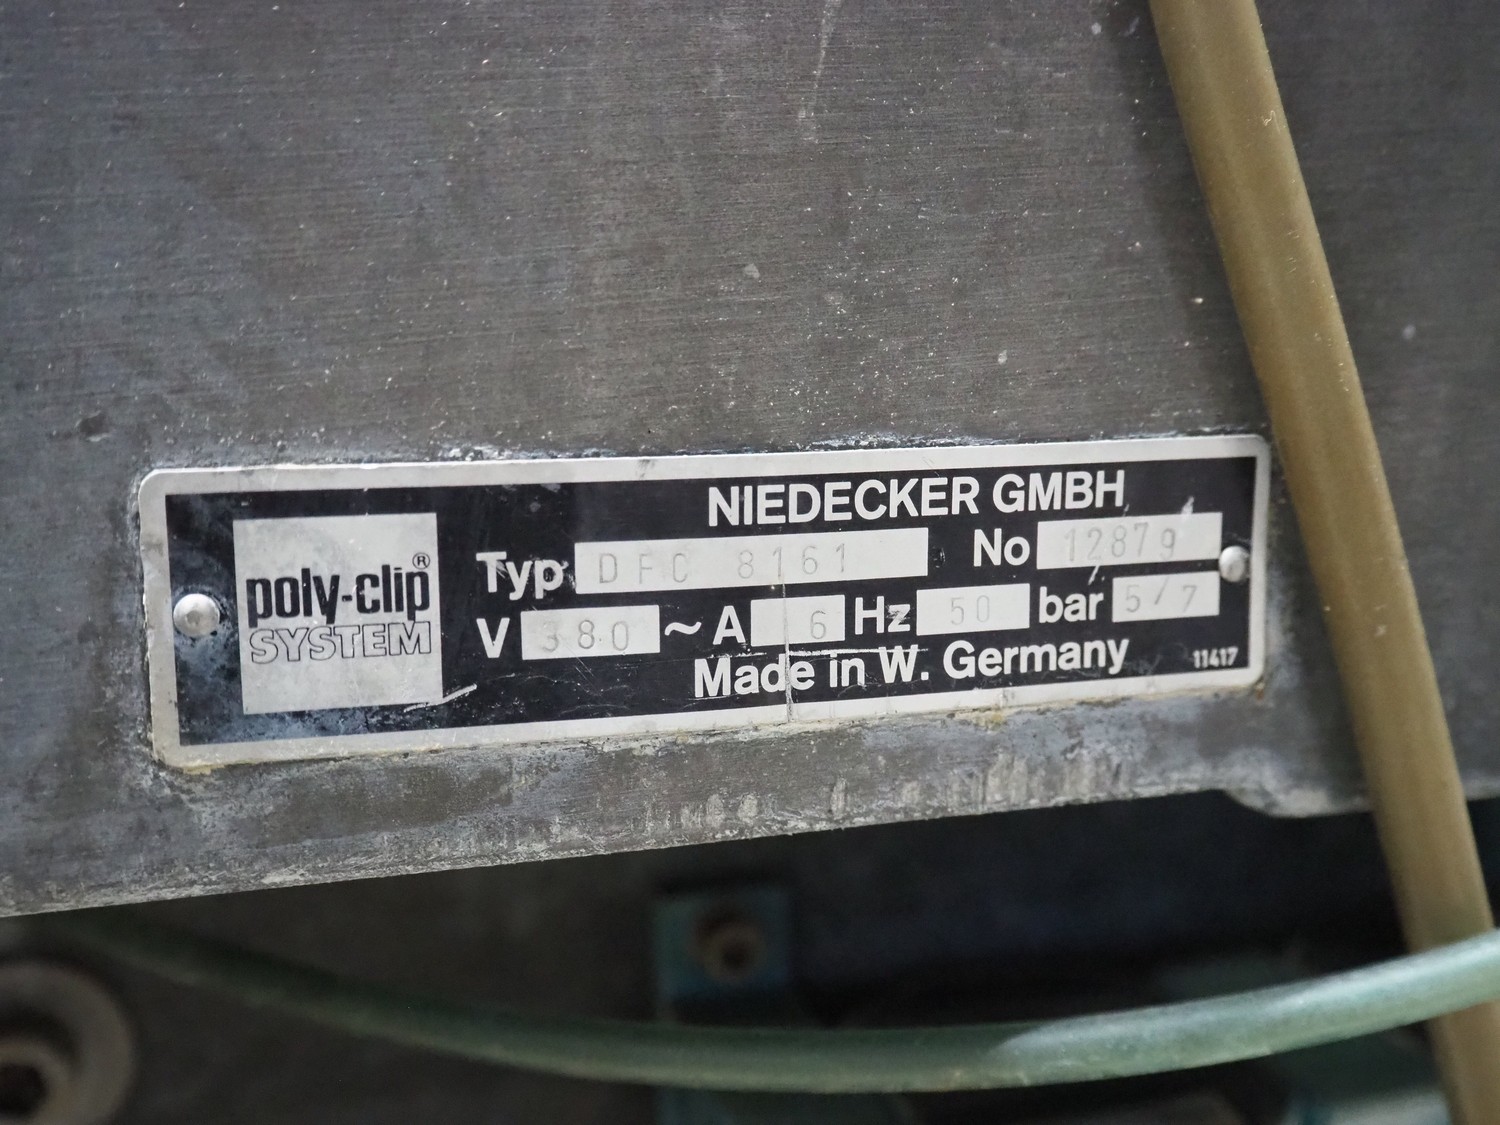 poly-clip®
SYSTEM
NIEDECKER GMBH
Typ DFC 8161 No 12879
V 380 ~ A 6 Hz 50 bar 5/7
Made in W. Germany
11417